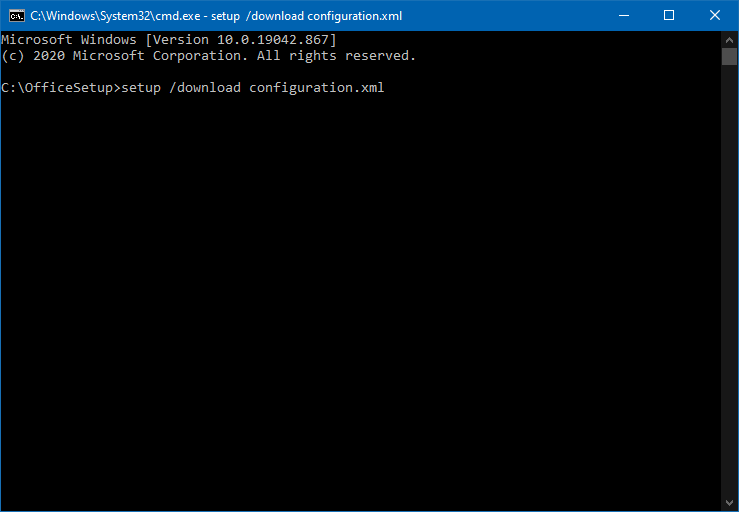 C:\Windows\System32\cmd.exe - setup /download configuration.xml
Microsoft Windows [Version 10.0.19042.867]
(c) 2020 Microsoft Corporation. All rights reserved.
C:\OfficeSetup>setup /download configuration.xml